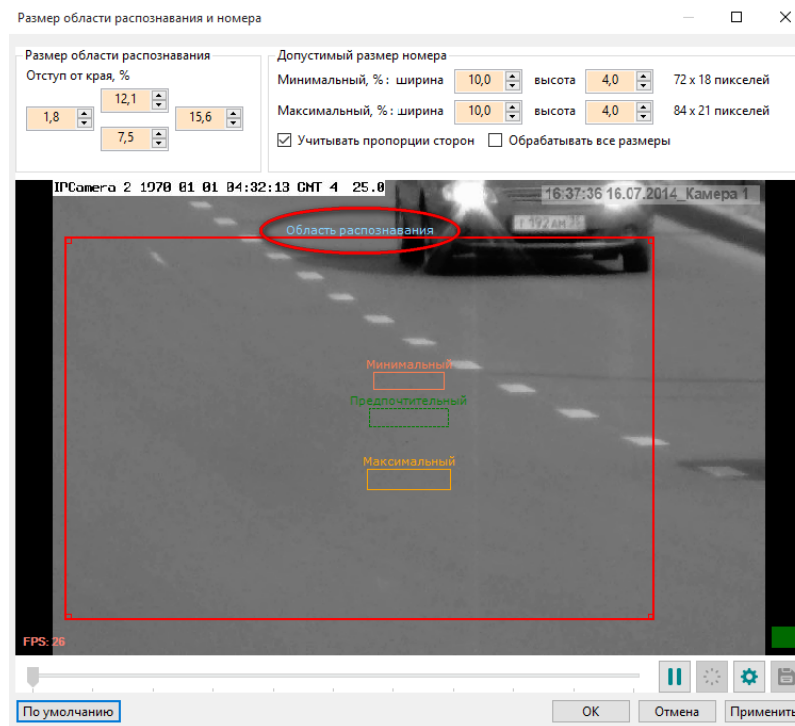 Размер области распознавания и номера
Размер области распознавания
Отступ от края, %
12,1
1,8
15,6
7,5
Допустимый размер номера
Минимальный, % : ширина 10,0 высота 4,0 72 x 18 пикселей
Максимальный, % : ширина 10,0 высота 4,0 84 x 21 пикселей
Учитывать пропорции сторон Обрабатывать все размеры
IPCamera 2 1970 01 01 04:32:13 GMT 4 25.0
16:37:36 16.07.2014_Камера 1
Область распознавания
Минимальный
Предпочтительный
Максимальный
FPS: 26
По умолчанию OK Отмена Применить